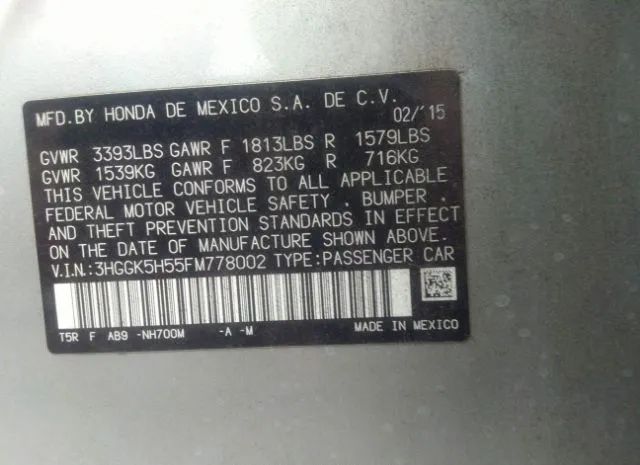 MFD.BY HONDA DE MEXICO S.A. DE C.V.
02/'15
GVWR 3393LBS GAWR F 1813LBS R 1579LBS
GVWR 1539KG GAWR F 823KG R 716KG
THIS VEHICLE CONFORMS TO ALL APPLICABLE
FEDERAL MOTOR VEHICLE SAFETY , BUMPER ,
AND THEFT PREVENTION STANDARDS IN EFFECT
ON THE DATE OF MANUFACTURE SHOWN ABOVE.
V.I.N:3HGGK5H55FM778002 TYPE:PASSENGER CAR
T5R F AB9 -NH700M -A -M MADE IN MEXICO